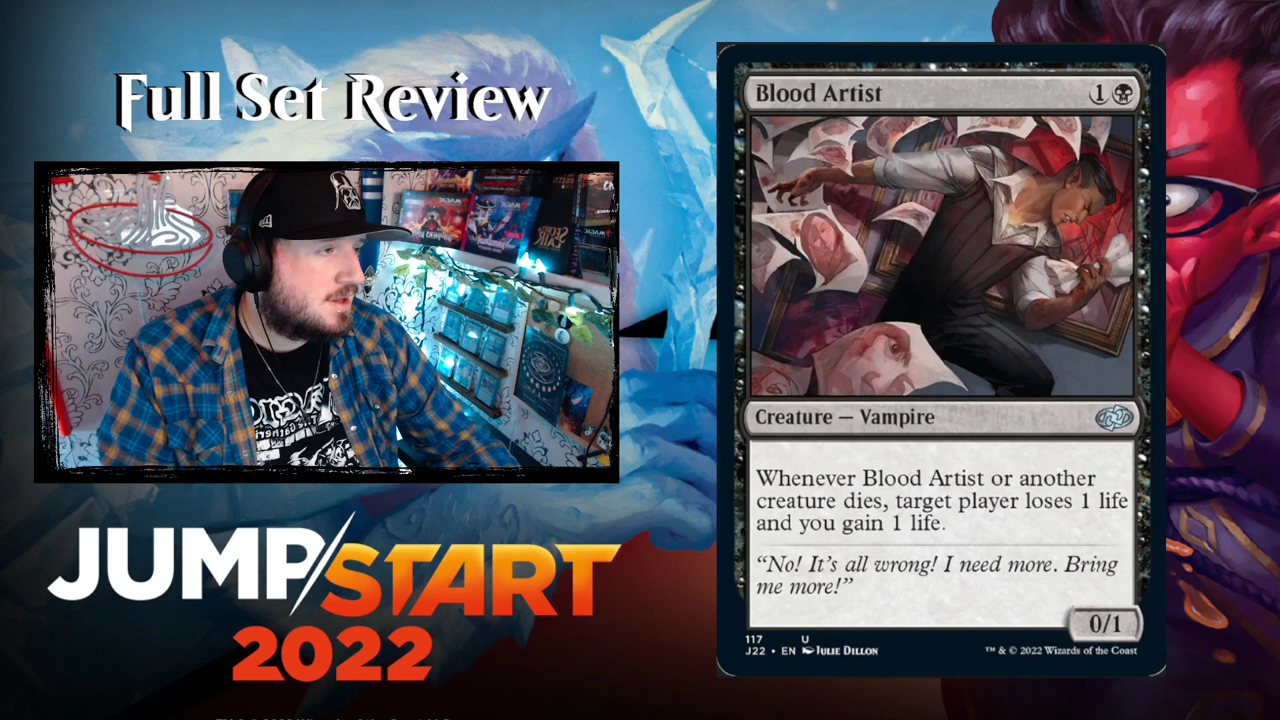 Full Set Review
JUMP/START
2022
Blood Artist
1
Creature — Vampire
Whenever Blood Artist or another
creature dies, target player loses 1 life
and you gain 1 life.
“No! It’s all wrong! I need more. Bring
me more!”
0/1
117 U
J22 • EN JULIE DILLON
™ & © 2022 Wizards of the Coast